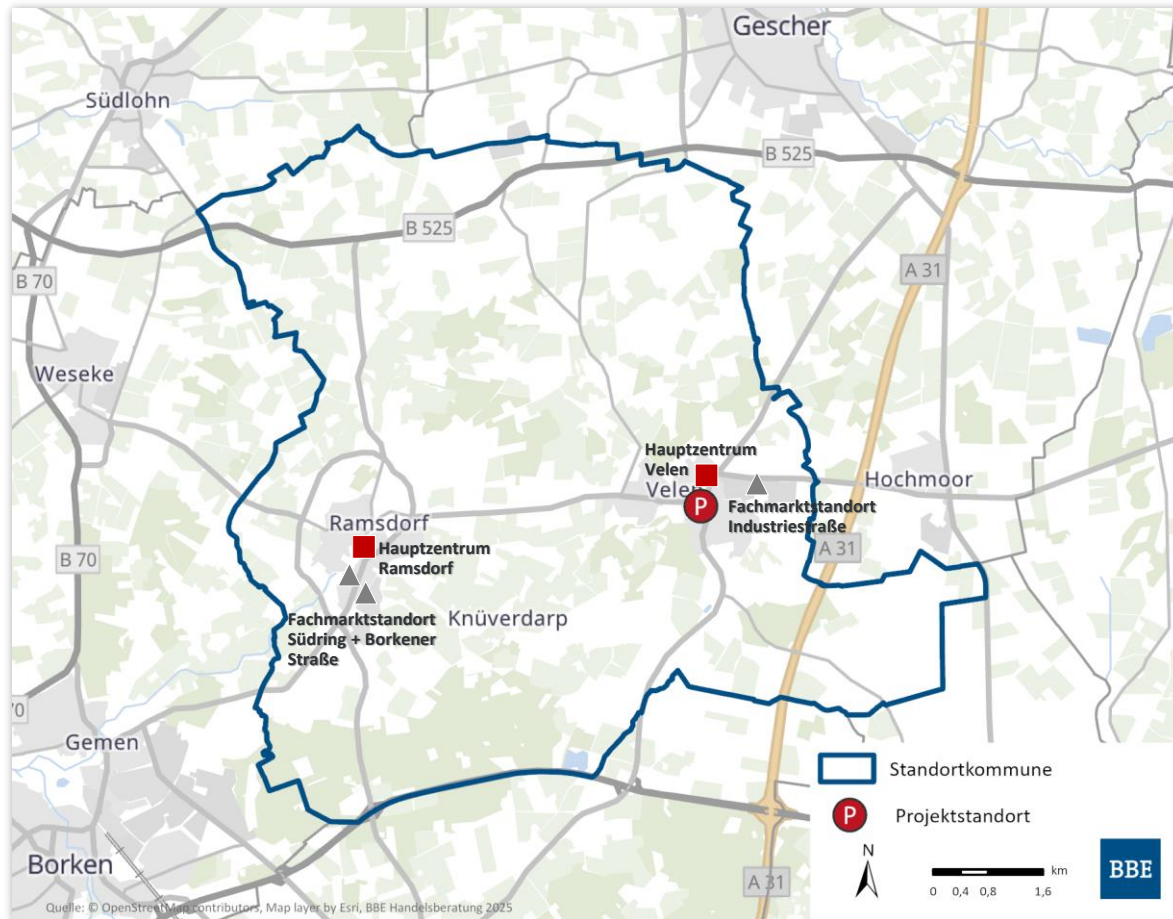 Gescher
Südlohn
B 525
B 525
B 70
A 31
Weseke
Hauptzentrum
Velen
Velen
Hochmoor
P
Fachmarktstandort
Industriestraße
Ramsdorf
Hauptzentrum
Ramsdorf
A 31
B 70
Knüverdarp
Fachmarktstandort
Südring + Borkener
Straße
70
Gemen
Standortkommune
P
Projektstandort
Borken
A 31
N
km
0 0,4 0,8 1,6
BBE
Quelle: © OpenStreetMap contributors, Map layer by Esri, BBE Handelsberatung 2025